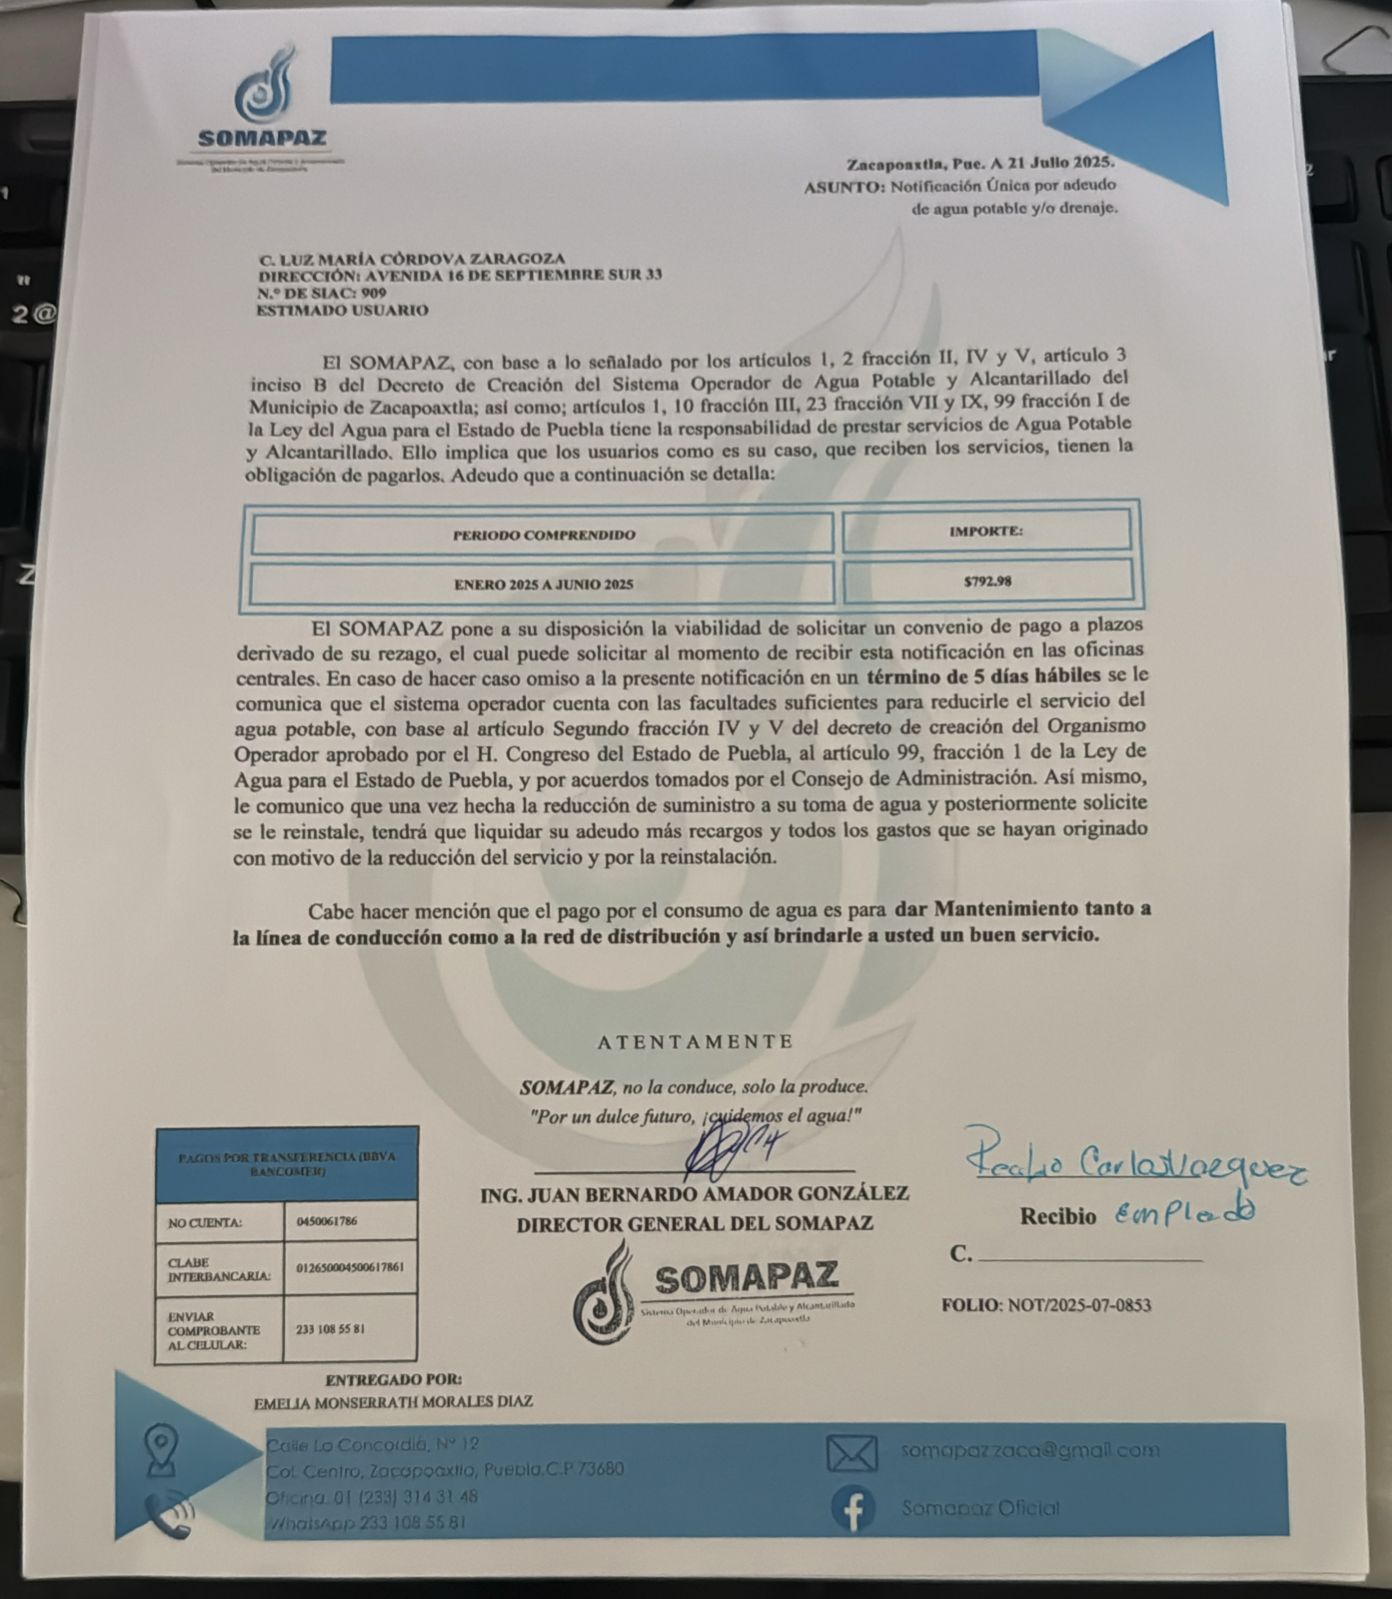 SOMAPAZ
Zacapoaxtla, Pue. A 21 Julio 2025.
ASUNTO: Notificación Única por adeudo
de agua potable y/o drenaje.
C. LUZ MARÍA CÒRDOVA ZARAGOZA
DIRECCIÓN: AVENIDA 16 DE SEPTIEMBRE SUR 33
N.º DE SIAC: 909
ESTIMADO USUARIO
El SOMAPAZ, con base a lo señalado por los artículos 1, 2 fracción II, IV y V, artículo 3
inciso B del Decreto de Creación del Sistema Operador de Agua Potable y Alcantarillado del
Municipio de Zacapoaxtla; así como; artículos 1, 10 fracción III, 23 fracción VII y IX, 99 fracción I de
la Ley del Agua para el Estado de Puebla tiene la responsabilidad de prestar servicios de Agua Potable
y Alcantarillado. Ello implica que los usuarios como es su caso, que reciben los servicios, tienen la
obligación de pagarlos. Adeudo que a continuación se detalla:
PERIODO COMPRENDIDO IMPORTE:
ENERO 2025 A JUNIO 2025 $792.98
El SOMAPAZ pone a su disposición la viabilidad de solicitar un convenio de pago a plazos
derivado de su rezago, el cual puede solicitar al momento de recibir esta notificación en las oficinas
centrales. En caso de hacer caso omiso a la presente notificación en un término de 5 días hábiles se le
comunica que el sistema operador cuenta con las facultades suficientes para reducirle el servicio del
agua potable, con base al artículo Segundo fracción IV y V del decreto de creación del Organismo
Operador aprobado por el H. Congreso del Estado de Puebla, al artículo 99, fracción 1 de la Ley de
Agua para el Estado de Puebla, y por acuerdos tomados por el Consejo de Administración. Así mismo,
le comunico que una vez hecha la reducción de suministro a su toma de agua y posteriormente solicite
se le reinstale, tendrá que liquidar su adeudo más recargos y todos los gastos que se hayan originado
con motivo de la reducción del servicio y por la reinstalación.
Cabe hacer mención que el pago por el consumo de agua es para dar Mantenimiento tanto a
la línea de conducción como a la red de distribución y así brindarle a usted un buen servicio.
ATENTAMENTE
SOMAPAZ, no la conduce, solo la produce.
"Por un dulce futuro, ¡cuidemos el agua!"
ING. JUAN BERNARDO AMADOR GONZÁLEZ
DIRECTOR GENERAL DEL SOMAPAZ
SOMAPAZ
Sistema Operador de Agua Potable y Alcantarillado
del Municipio de Zacapoaxtla
PAGOS POR TRANSFERENCIA (BBVA
BANCOMER)
NO CUENTA: 0450061786
CLABE
INTERBANCARIA: 012650004500617861
ENVIAR
COMPROBANTE
AL CELULAR: 233 108 55 81
Carlos Vazquez
Recibio
C.
FOLIO: NOT/2025-07-0853
ENTREGADO POR:
EMELIA MONSERRATH MORALES DIAZ
Calle La Concordia, Nº 12
Col. Centro, Zacapoaxtla, Puebla.C.P 73680
Oficina. 01 (233) 314 31 48
WhatsApp 233 108 55 81
somapazzaca@gmail.com
Somapaz Oficial